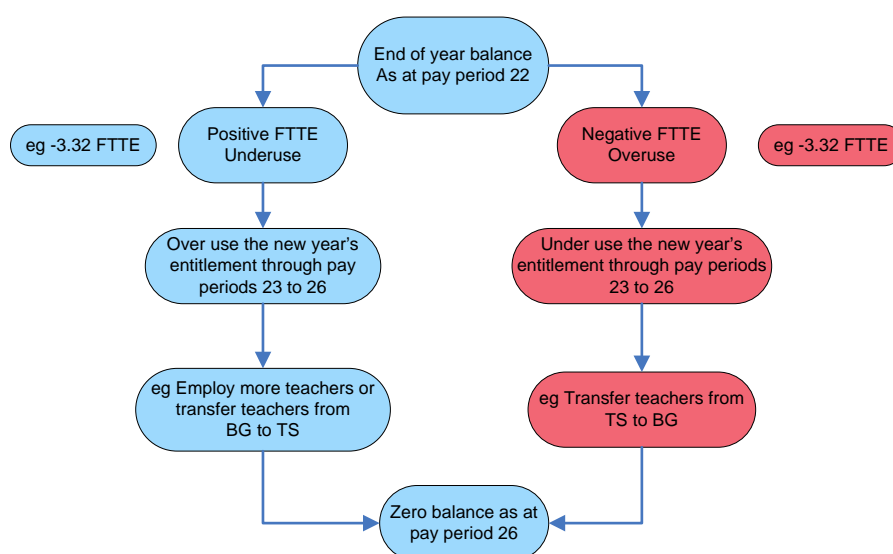 End of year balance
As at pay period 22
eg -3.32 FTTE
Positive FTTE
Underuse
Negative FTTE
Overuse
eg -3.32 FTTE
Over use the new year's
entitlement through pay
periods 23 to 26
Under use the new year's
entitlement through pay periods
23 to 26
eg Employ more teachers or
transfer teachers from
BG to TS
eg Transfer teachers from
TS to BG
Zero balance as at
pay period 26